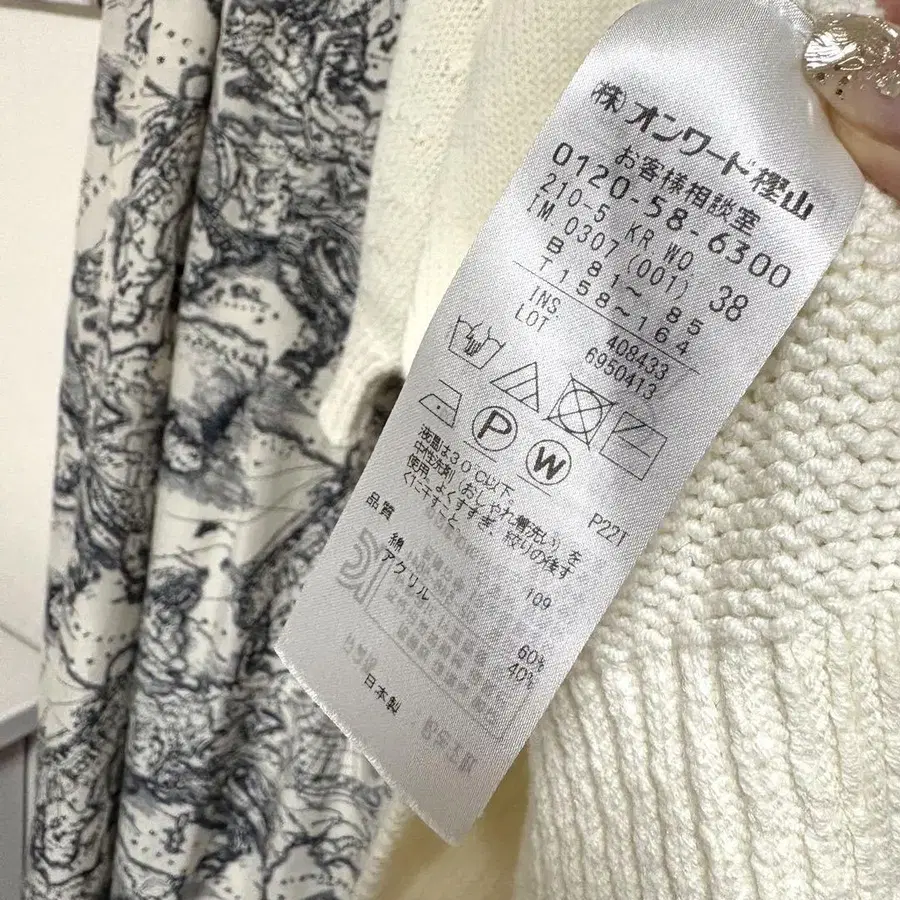 (株)オンワード樫山
お客様相談室
0120-58-6300
210-5 KR WO
TM 0307 (001) 38
B 81~ 85
T158~164
INS 408433
LOT 6950413
P W
P221
液温は30℃以下、
中性洗剤(おしゃれ着洗い)を
使用。よくすすぎ、絞りの後す
ぐに干すこと
品質 109
綿 60%
アクリル 40%
日本製